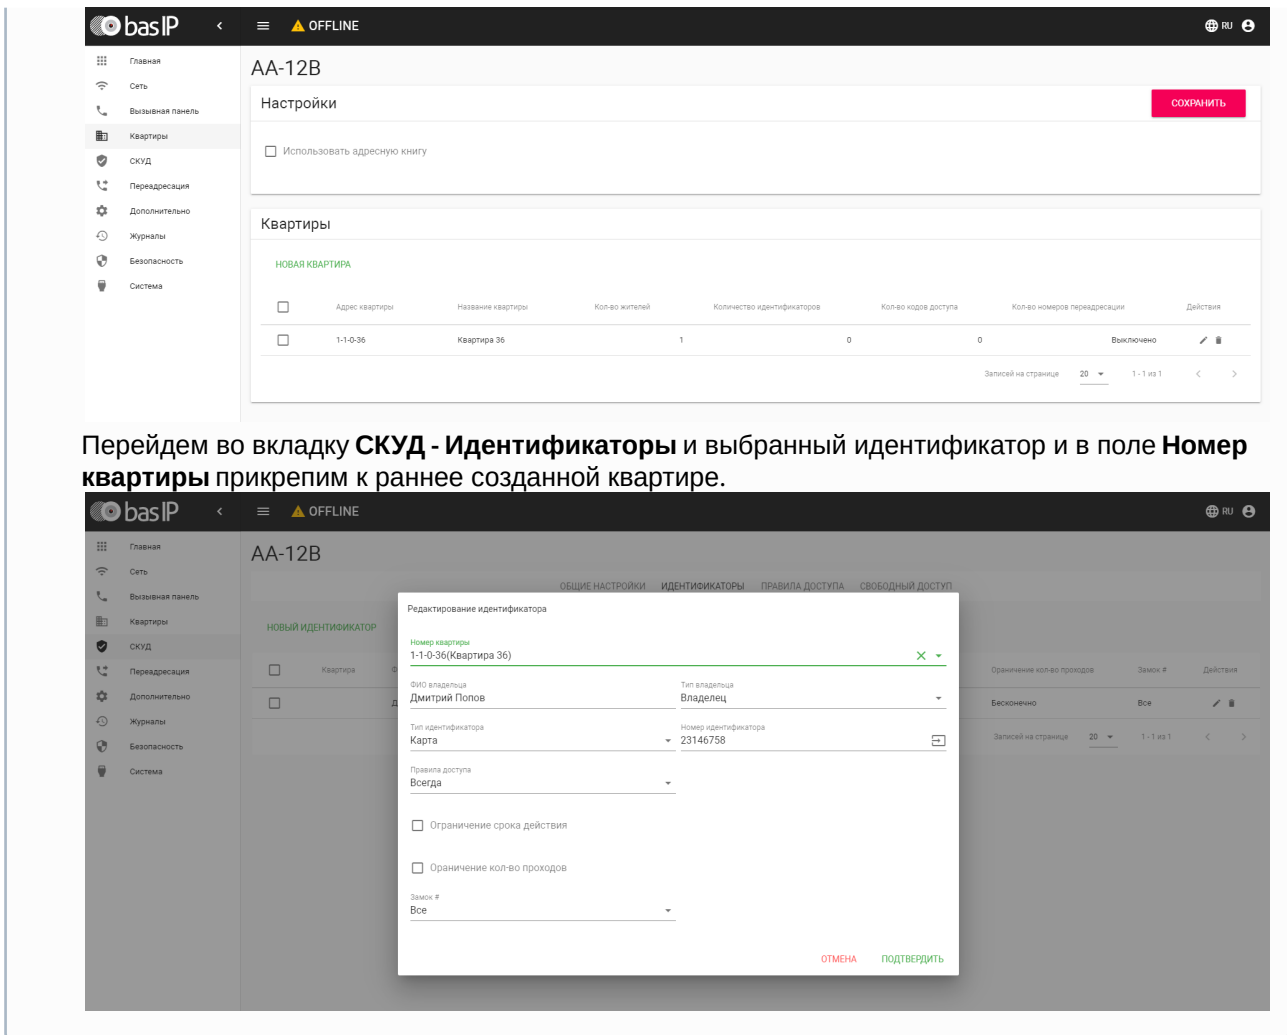 basIP
OFFLINE
RU
Главная
Сеть
Вызывная панель
Квартиры
СКУД
Переадресация
Дополнительно
Журналы
Безопасность
Система
AA-12B
Настройки
СОХРАНИТЬ
Использовать адресную книгу
Квартиры
НОВАЯ КВАРТИРА
Адрес квартиры Название квартиры Кол-во жителей Количество идентификаторов Кол-во кодов доступа Кол-во номеров переадресации Действия
1-1-0-36 Квартира 36 1 0 0 Выключено
Записей на странице 20 1 - 1 из 1
Перейдем во вкладку СКУД - Идентификаторы и выбранный идентификатор и в поле Номер
квартиры прикрепим к раннее созданной квартире.
basIP
OFFLINE
RU
Главная
Сеть
Вызывная панель
Квартиры
СКУД
Переадресация
Дополнительно
Журналы
Безопасность
Система
AA-12B
ОБЩИЕ НАСТРОЙКИ ИДЕНТИФИКАТОРЫ ПРАВИЛА ДОСТУПА СВОБОДНЫЙ ДОСТУП
НОВЫЙ ИДЕНТИФИКАТОР
Квартира Ораничение кол-во проходов Замок # Действия
Бесконечно Все
Записей на странице 20 1 - 1 из 1
Редактирование идентификатора
Номер квартиры
1-1-0-36(Квартира 36)
ФИО владельца Тип владельца
Дмитрий Попов Владелец
Тип идентификатора Номер идентификатора
Карта 23146758
Правила доступа
Всегда
Ограничение срока действия
Ораничение кол-во проходов
Замок #
Все
ОТМЕНА ПОДТВЕРДИТЬ